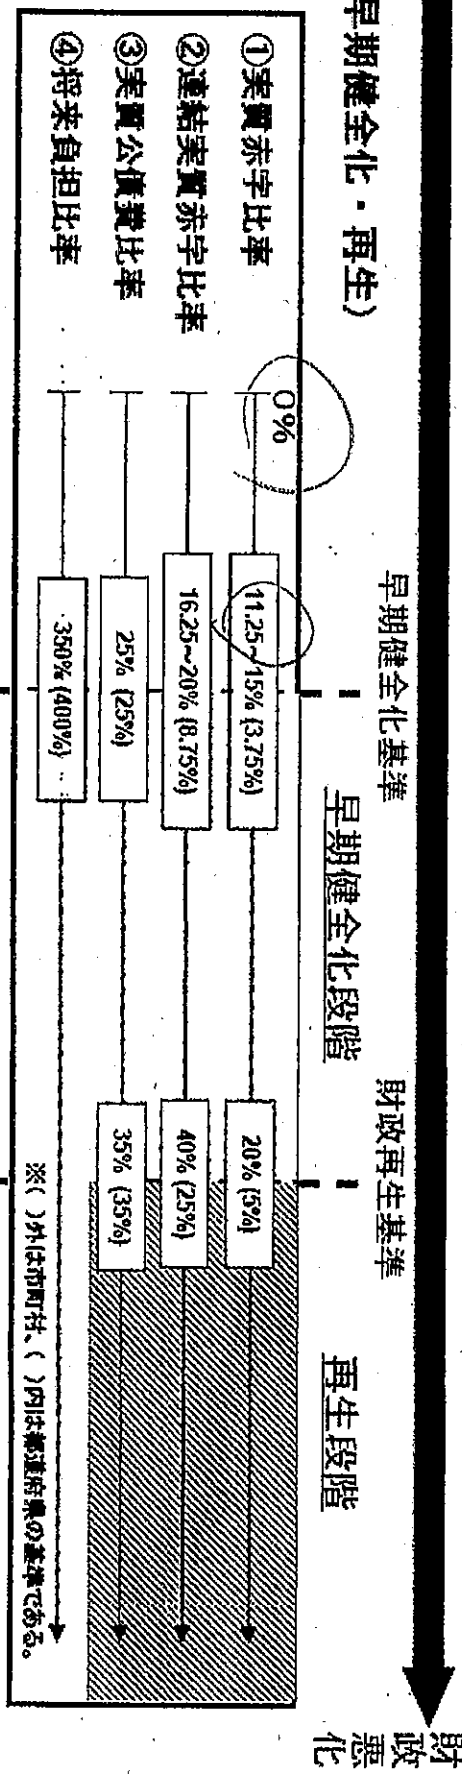 早期健全化・再生)
財政悪化
早期健全化基準
財政再生基準
早期健全化段階
再生段階
0%
①実質赤字比率
11.25~15% (3.75%)
20% (5%)
②連結実質赤字比率
16.25~20% (8.75%)
40% (25%)
③実質公債費比率
25% (25%)
35% (35%)
④将来負担比率
350% (400%)
※( )外は市町村、( )内は都道府県の基準である。